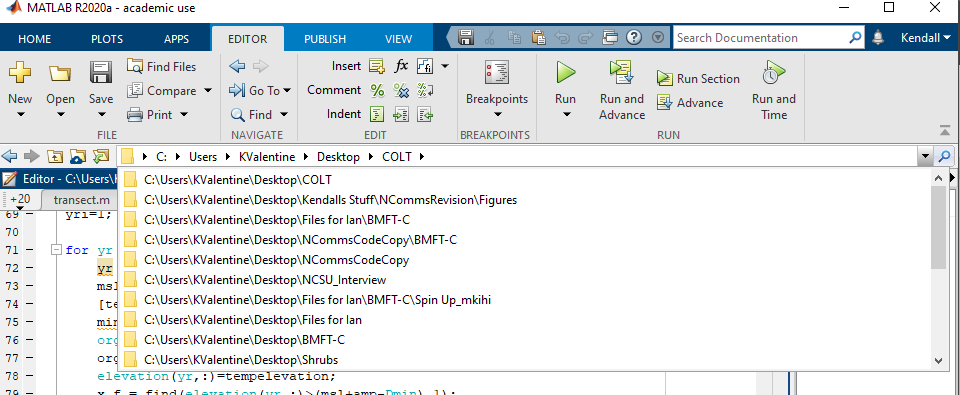 MATLAB R2020a - academic use
HOME PLOTS APPS EDITOR PUBLISH VIEW Search Documentation Kendall
New Open Save Find Files Compare Print
Go To Find
Insert fx
Comment %
Indent
Breakpoints
Run Run and Advance Run Section Advance Run and Time
FILE NAVIGATE EDIT BREAKPOINTS RUN
C: Users KValentine Desktop COLT
Editor - C:\Users\K
C:\Users\KValentine\Desktop\COLT
+20 transect.m
C:\Users\KValentine\Desktop\Kendalls Stuff\NCommsRevision\Figures
69 yri=1;
C:\Users\KValentine\Desktop\Files for Ian\BMFT-C
70
C:\Users\KValentine\Desktop\NCommsCodeCopy\BMFT-C
71 for yr
C:\Users\KValentine\Desktop\NCommsCodeCopy
72 yr
C:\Users\KValentine\Desktop\NCSU_Interview
73 msl
C:\Users\KValentine\Desktop\Files for Ian\BMFT-C\Spin Up_mkihi
74 [te
C:\Users\KValentine\Desktop\Files for Ian
75 min
C:\Users\KValentine\Desktop\BMFT-C
76 org
C:\Users\KValentine\Desktop\Shrubs
77 org
78 elevation(yr,:)=tempelevation;
79 x_f = find(elevation(yr,:)>(msl+amp-Dmin),1);